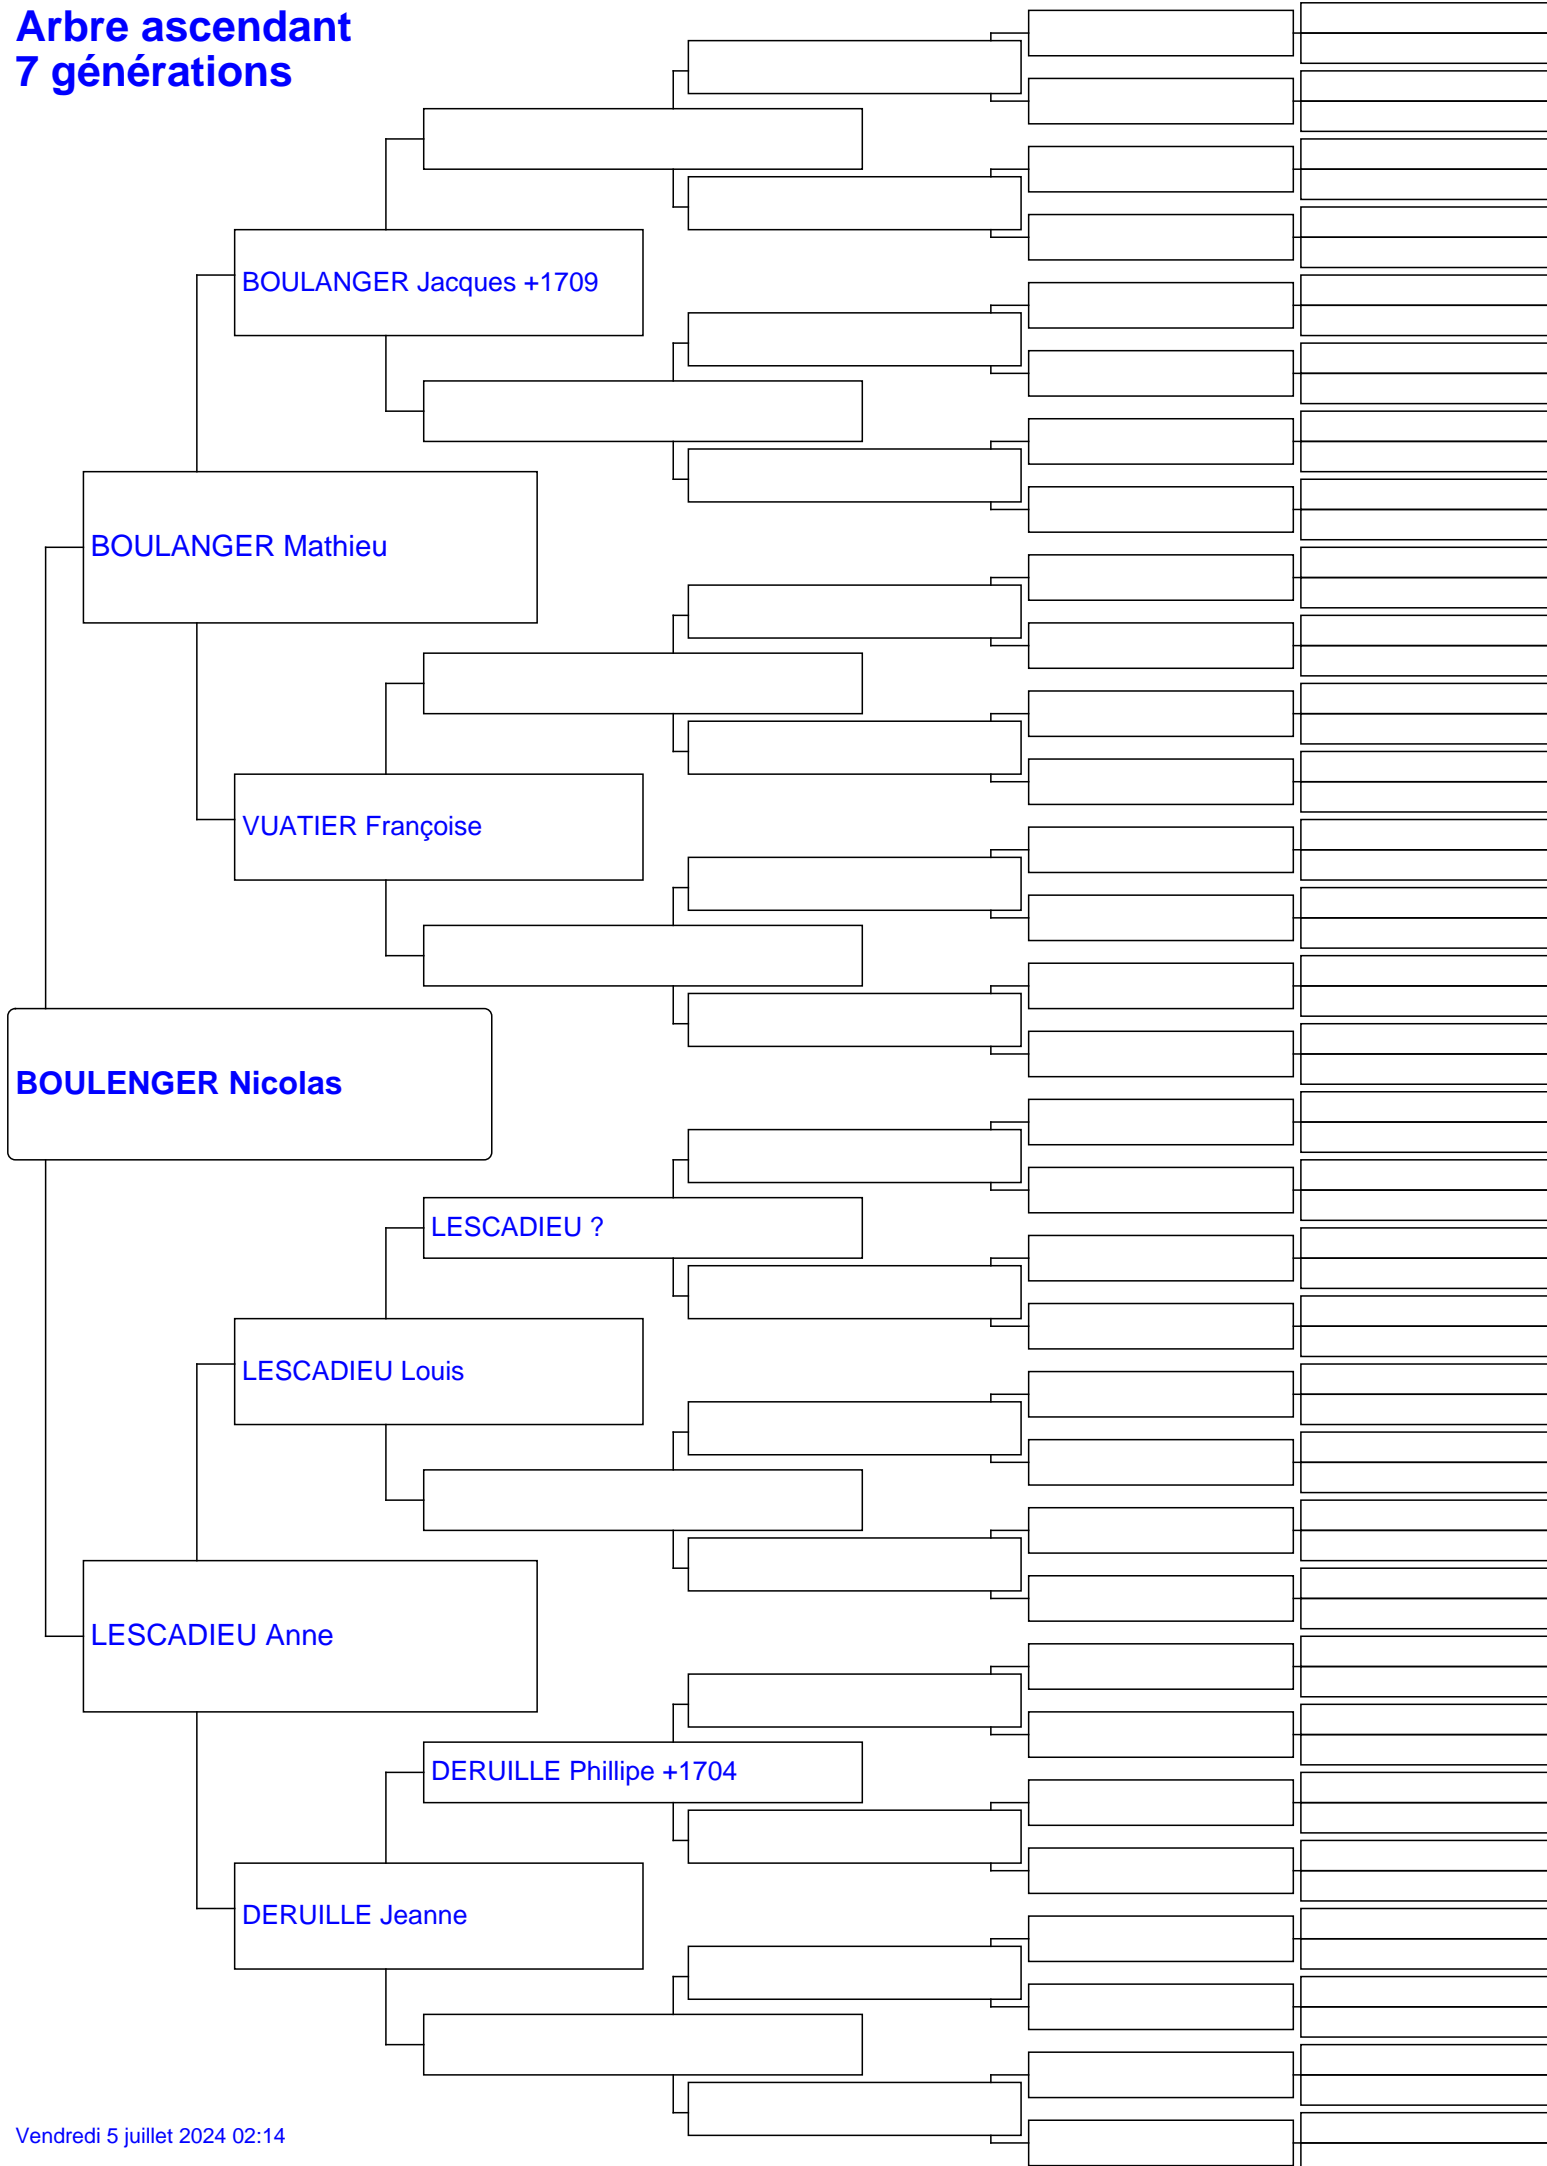 Arbre ascendant
7 générations
BOULANGER Jacques +1709
BOULANGER Mathieu
VUATIER Françoise
BOULENGER Nicolas
LESCADIEU ?
LESCADIEU Louis
LESCADIEU Anne
DERUILLE Phillipe +1704
DERUILLE Jeanne
Vendredi 5 juillet 2024 02:14